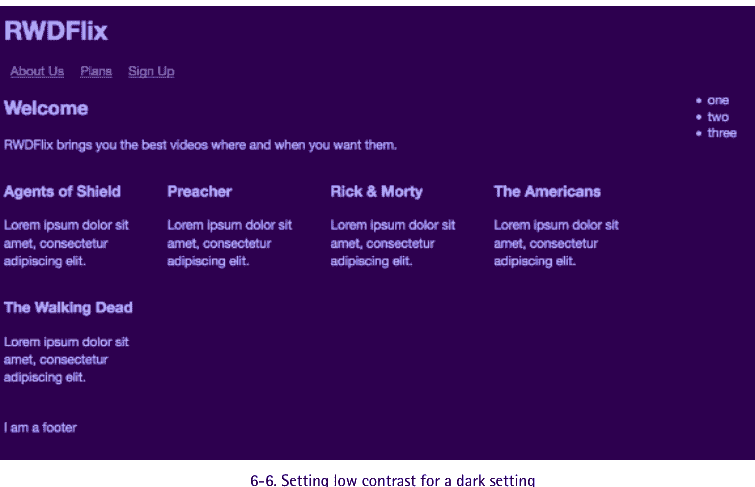 RWDFlix
About Us Plans Sign Up
Welcome
RWDFlix brings you the best videos where and when you want them.
one
two
three
Agents of Shield
Lorem ipsum dolor sit
amet, consectetur
adipiscing elit.
Preacher
Lorem ipsum dolor sit
amet, consectetur
adipiscing elit.
Rick & Morty
Lorem ipsum dolor sit
amet, consectetur
adipiscing elit.
The Americans
Lorem ipsum dolor sit
amet, consectetur
adipiscing elit.
The Walking Dead
Lorem ipsum dolor sit
amet, consectetur
adipiscing elit.
I am a footer
6-6. Setting low contrast for a dark setting